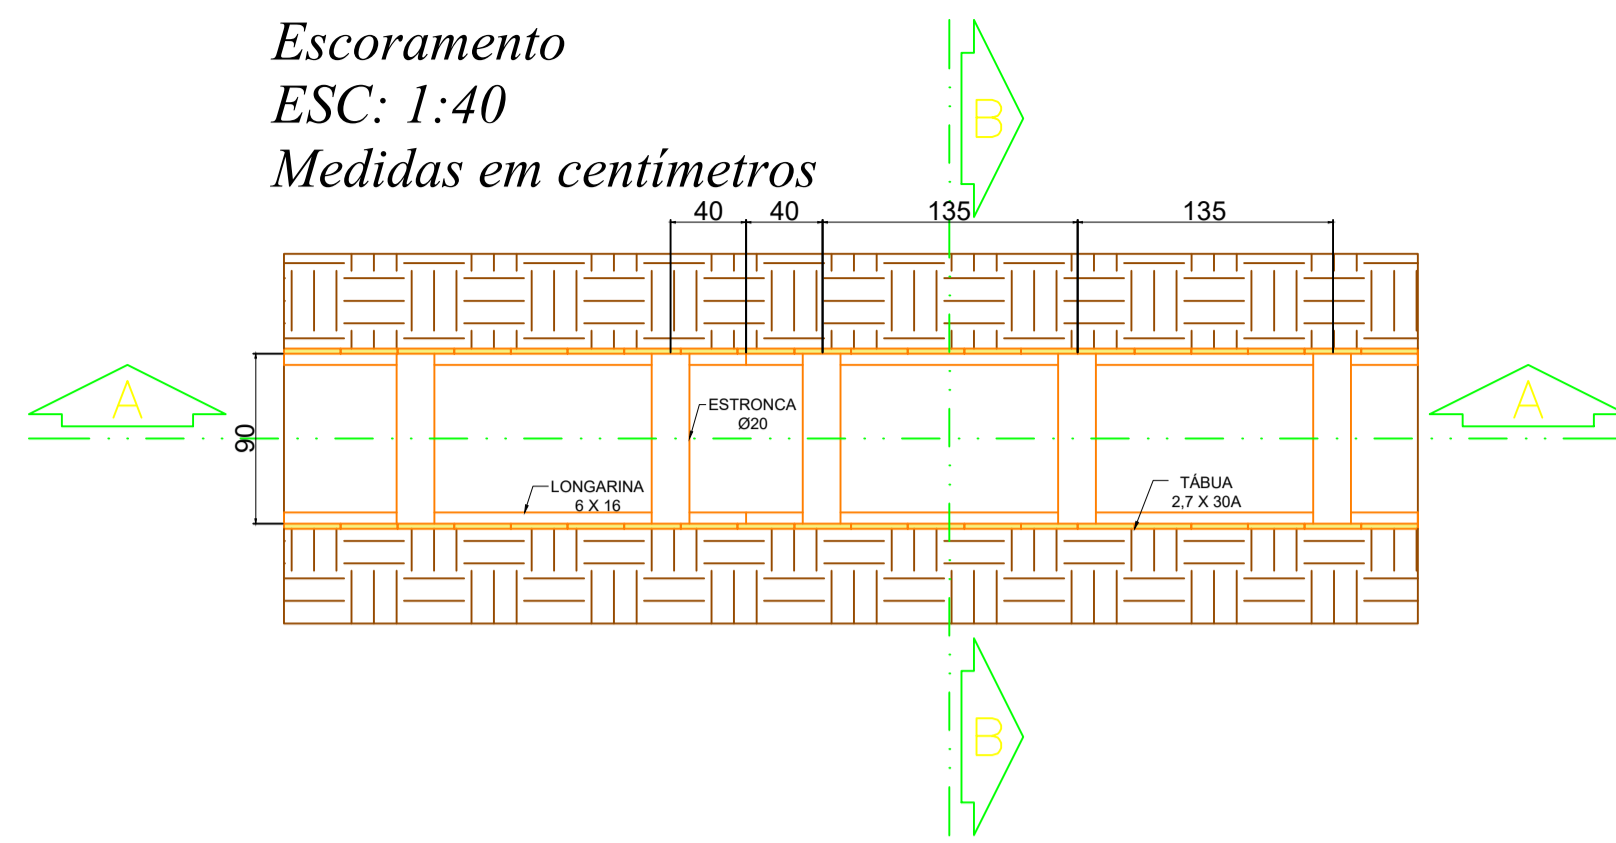 Escoramento
ESC: 1:40
Medidas em centímetros
B
40 40 135 135
A
A
90
ESTRONCA
Ø20
LONGARINA
6 X 16
TÁBUA
2,7 X 30A
B